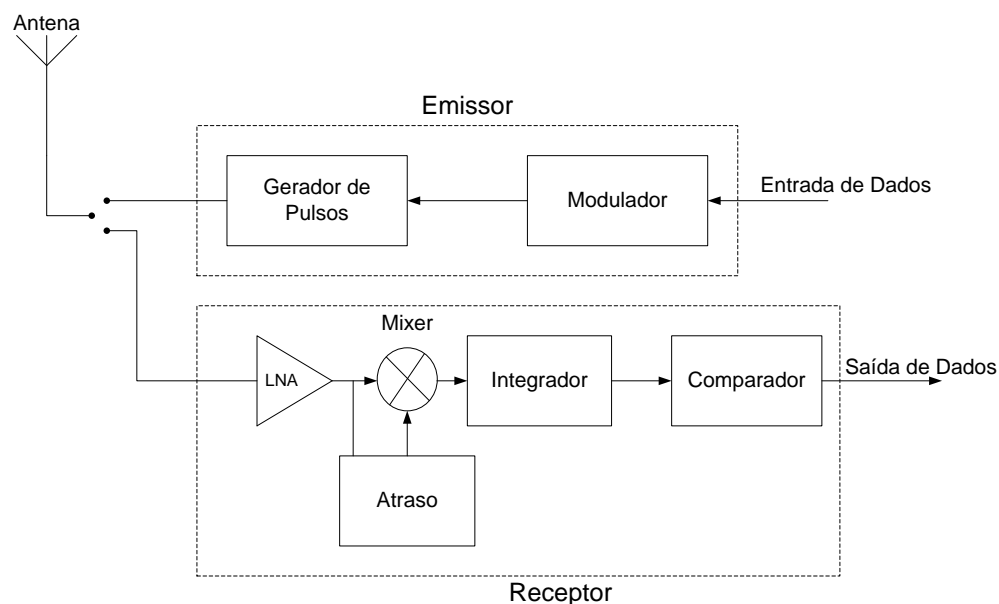 Antena
Emissor
Gerador de
Pulsos
Modulador
Entrada de Dados
Mixer
LNA
Integrador
Comparador
Saída de Dados
Atraso
Receptor